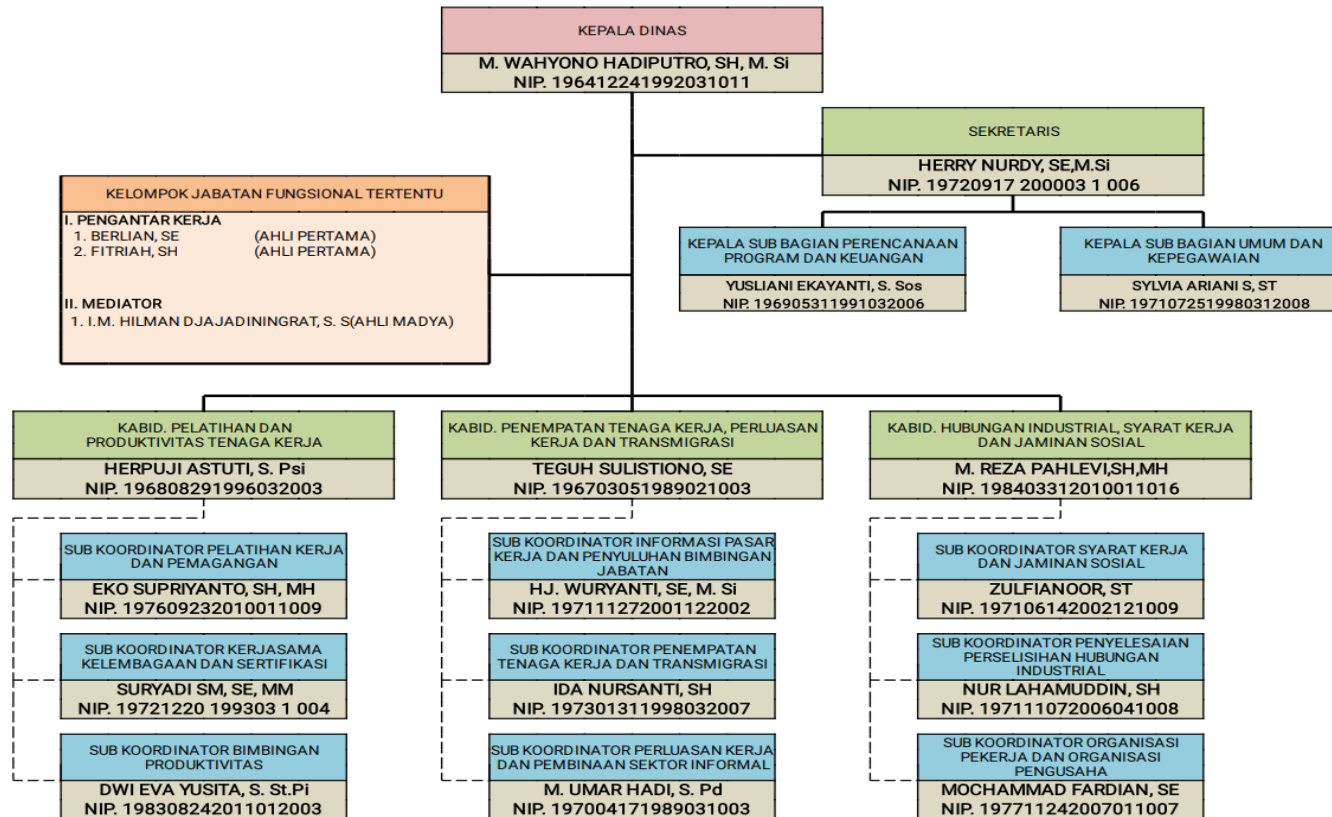 KEPALA DINAS
M. WAHYONO HADIPUTRO, SH, M. Si
NIP. 196412241992031011
SEKRETARIS
HERRY NURDY, SE,M.Si
NIP. 19720917 200003 1 006
KELOMPOK JABATAN FUNGSIONAL TERTENTU
I. PENGANTAR KERJA
1. BERLIAN, SE (AHLI PERTAMA)
2. FITRIAH, SH (AHLI PERTAMA)
II. MEDIATOR
1. I.M. HILMAN DJAJADININGRAT, S. S(AHLI MADYA)
KEPALA SUB BAGIAN PERENCANAAN
PROGRAM DAN KEUANGAN
YUSLIANI EKAYANTI, S. Sos
NIP. 196905311991032006
KEPALA SUB BAGIAN UMUM DAN
KEPEGAWAIAN
SYLVIA ARIANI S, ST
NIP. 1971072519980312008
KABID. PELATIHAN DAN
PRODUKTIVITAS TENAGA KERJA
HERPUJI ASTUTI, S. Psi
NIP. 196808291996032003
SUB KOORDINATOR PELATIHAN KERJA
DAN PEMAGANGAN
EKO SUPRIYANTO, SH, MH
NIP. 197609232010011009
SUB KOORDINATOR KERJASAMA
KELEMBAGAAN DAN SERTIFIKASI
SURYADI SM, SE, MM
NIP. 19721220 199303 1 004
SUB KOORDINATOR BIMBINGAN
PRODUKTIVITAS
DWI EVA YUSITA, S. St.Pi
NIP. 198308242011012003
KABID. PENEMPATAN TENAGA KERJA, PERLUASAN
KERJA DAN TRANSMIGRASI
TEGUH SULISTIONO, SE
NIP. 196703051989021003
SUB KOORDINATOR INFORMASI PASAR
KERJA DAN PENYULUHAN BIMBINGAN
JABATAN
HJ. WURYANTI, SE, M. Si
NIP. 197111272001122002
SUB KOORDINATOR PENEMPATAN
TENAGA KERJA DAN TRANSMIGRASI
IDA NURSANTI, SH
NIP. 197301311998032007
SUB KOORDINATOR PERLUASAN KERJA
DAN PEMBINAAN SEKTOR INFORMAL
M. UMAR HADI, S. Pd
NIP. 197004171989031003
KABID. HUBUNGAN INDUSTRIAL, SYARAT KERJA
DAN JAMINAN SOSIAL
M. REZA PAHLEVI,SH,MH
NIP. 198403312010011016
SUB KOORDINATOR SYARAT KERJA
DAN JAMINAN SOSIAL
ZULFIANOOR, ST
NIP. 197106142002121009
SUB KOORDINATOR PENYELESAIAN
PERSELISIHAN HUBUNGAN
INDUSTRIAL
NUR LAHAMUDDIN, SH
NIP. 197111072006041008
SUB KOORDINATOR ORGANISASI
PEKERJA DAN ORGANISASI
PENGUSAHA
MOCHAMMAD FARDIAN, SE
NIP. 197711242007011007